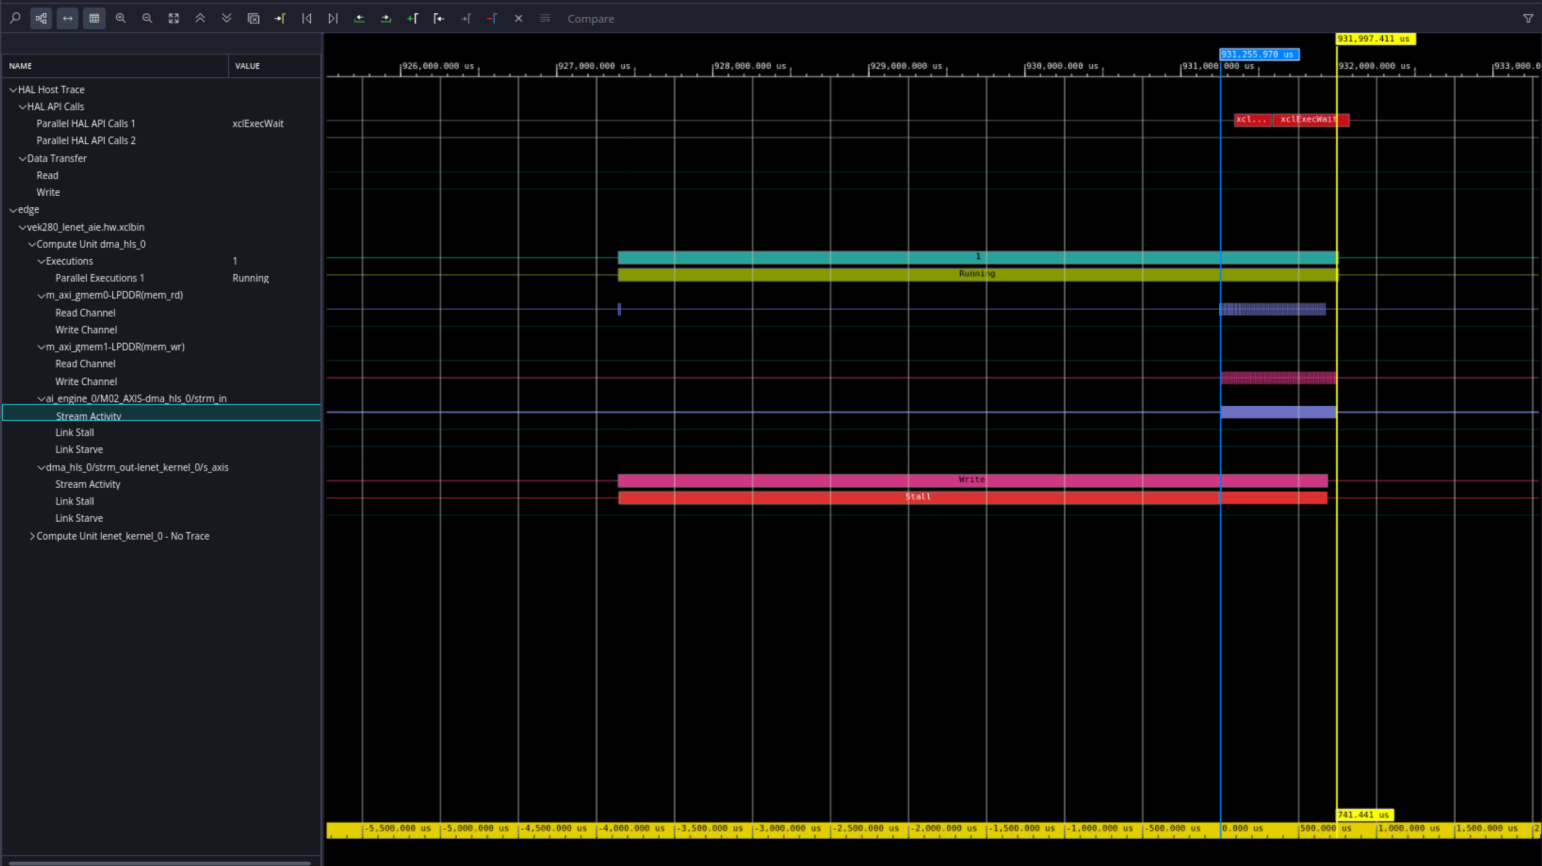 Compare
931,997.411 us
931,255.970 us
NAME VALUE
926,000.000 us 927,000.000 us 928,000.000 us 929,000.000 us 930,000.000 us 931,000.000 us 932,000.000 us 933,000.0
HAL Host Trace
HAL API Calls
Parallel HAL API Calls 1 xclExecWait xcl... xclExecWait
Parallel HAL API Calls 2
Data Transfer
Read
Write
edge
vek280_lenet_aie.hw.xclbin
Compute Unit dma_hls_0
Executions 1 1
Parallel Executions 1 Running Running
m_axi_gmem0-LPDDR(mem_rd)
Read Channel
Write Channel
m_axi_gmem1-LPDDR(mem_wr)
Read Channel
Write Channel
ai_engine_0/M02_AXIS-dma_hls_0/strm_in
Stream Activity
Link Stall
Link Starve
dma_hls_0/strm_out-lenet_kernel_0/s_axis
Stream Activity Write
Link Stall Stall
Link Starve
Compute Unit lenet_kernel_0 - No Trace
741.441 us
-5,500.000 us -5,000.000 us -4,500.000 us -4,000.000 us -3,500.000 us -3,000.000 us -2,500.000 us -2,000.000 us -1,500.000 us -1,000.000 us -500.000 us 0.000 us 500.000 us 1,000.000 us 1,500.000 us 2